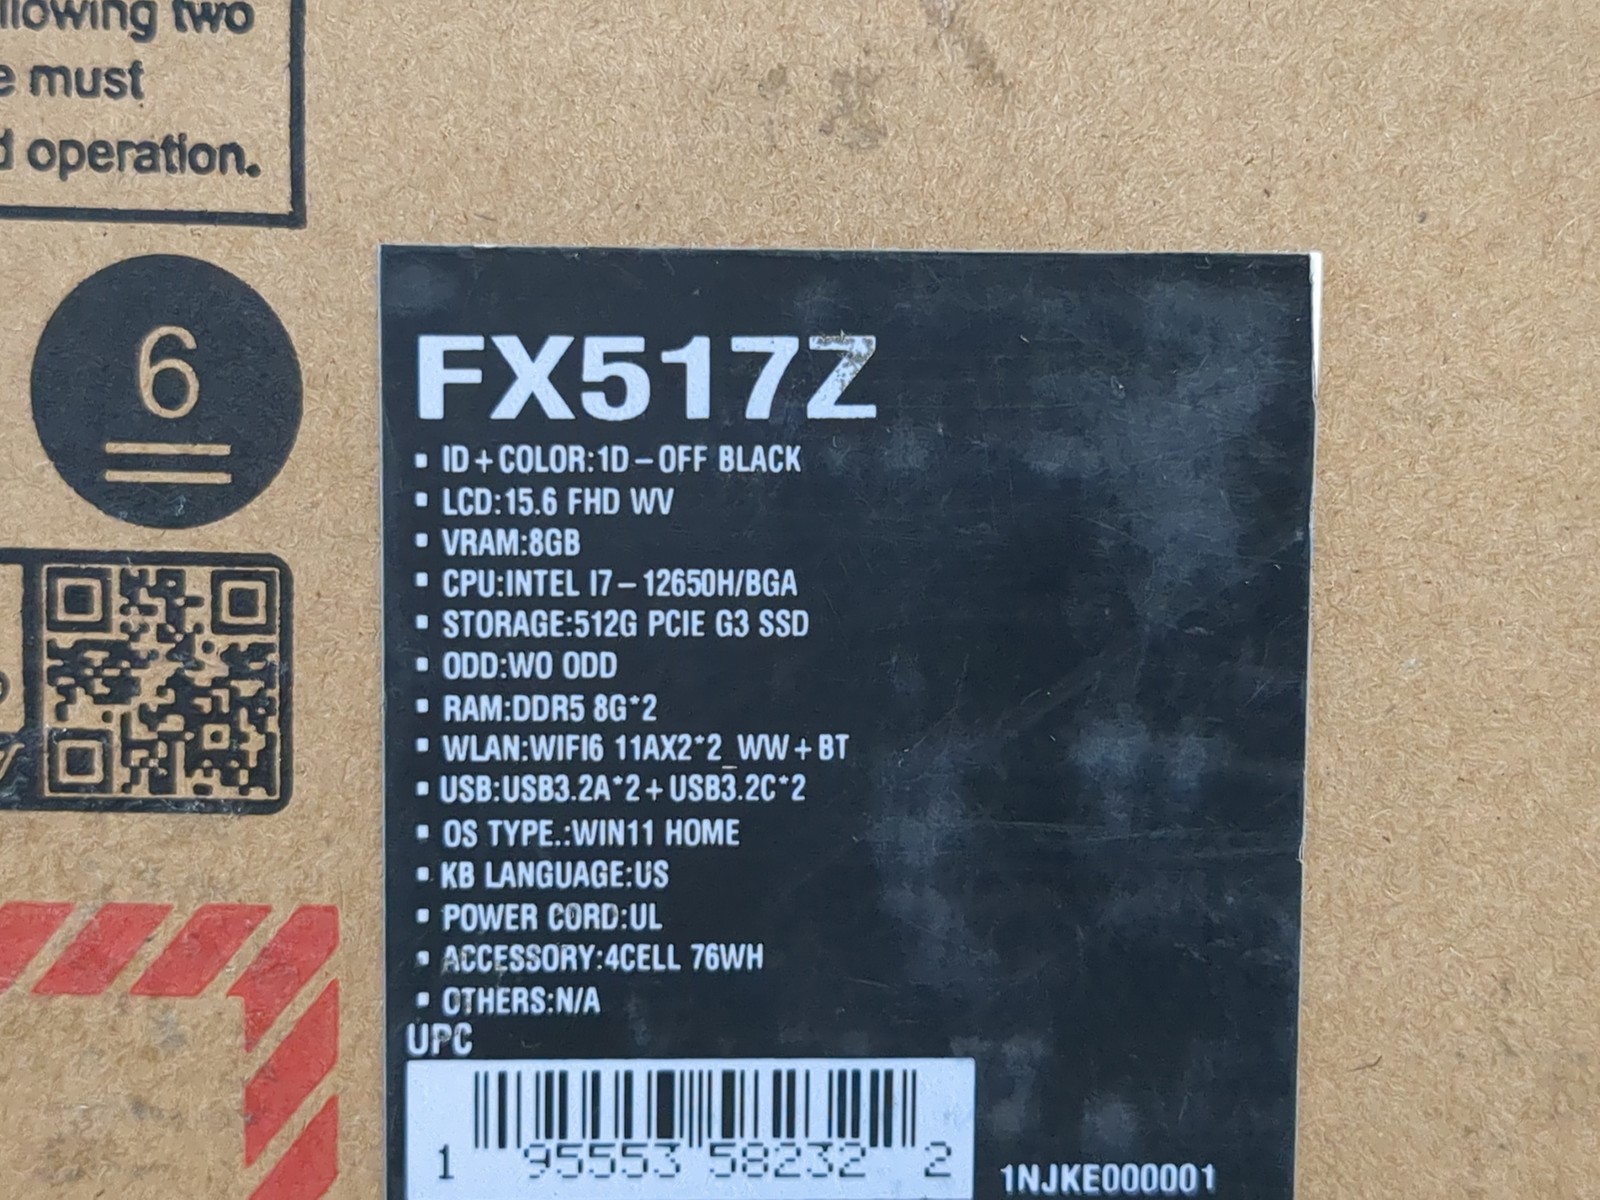 llowing two
e must
d operation.
6
FX517Z
▪ ID+COLOR:1D-OFF BLACK
▪ LCD:15.6 FHD WV
▪ VRAM:8GB
▪ CPU:INTEL I7-12650H/BGA
▪ STORAGE:512G PCIE G3 SSD
▪ ODD:WO ODD
▪ RAM:DDR5 8G*2
▪ WLAN:WIFI6 11AX2*2_WW+BT
▪ USB:USB3.2A*2+USB3.2C*2
▪ OS TYPE.:WIN11 HOME
▪ KB LANGUAGE:US
▪ POWER CORD:UL
▪ ACCESSORY:4CELL 76WH
▪ OTHERS:N/A
UPC
1 95553 58232 2
1NJKE000001